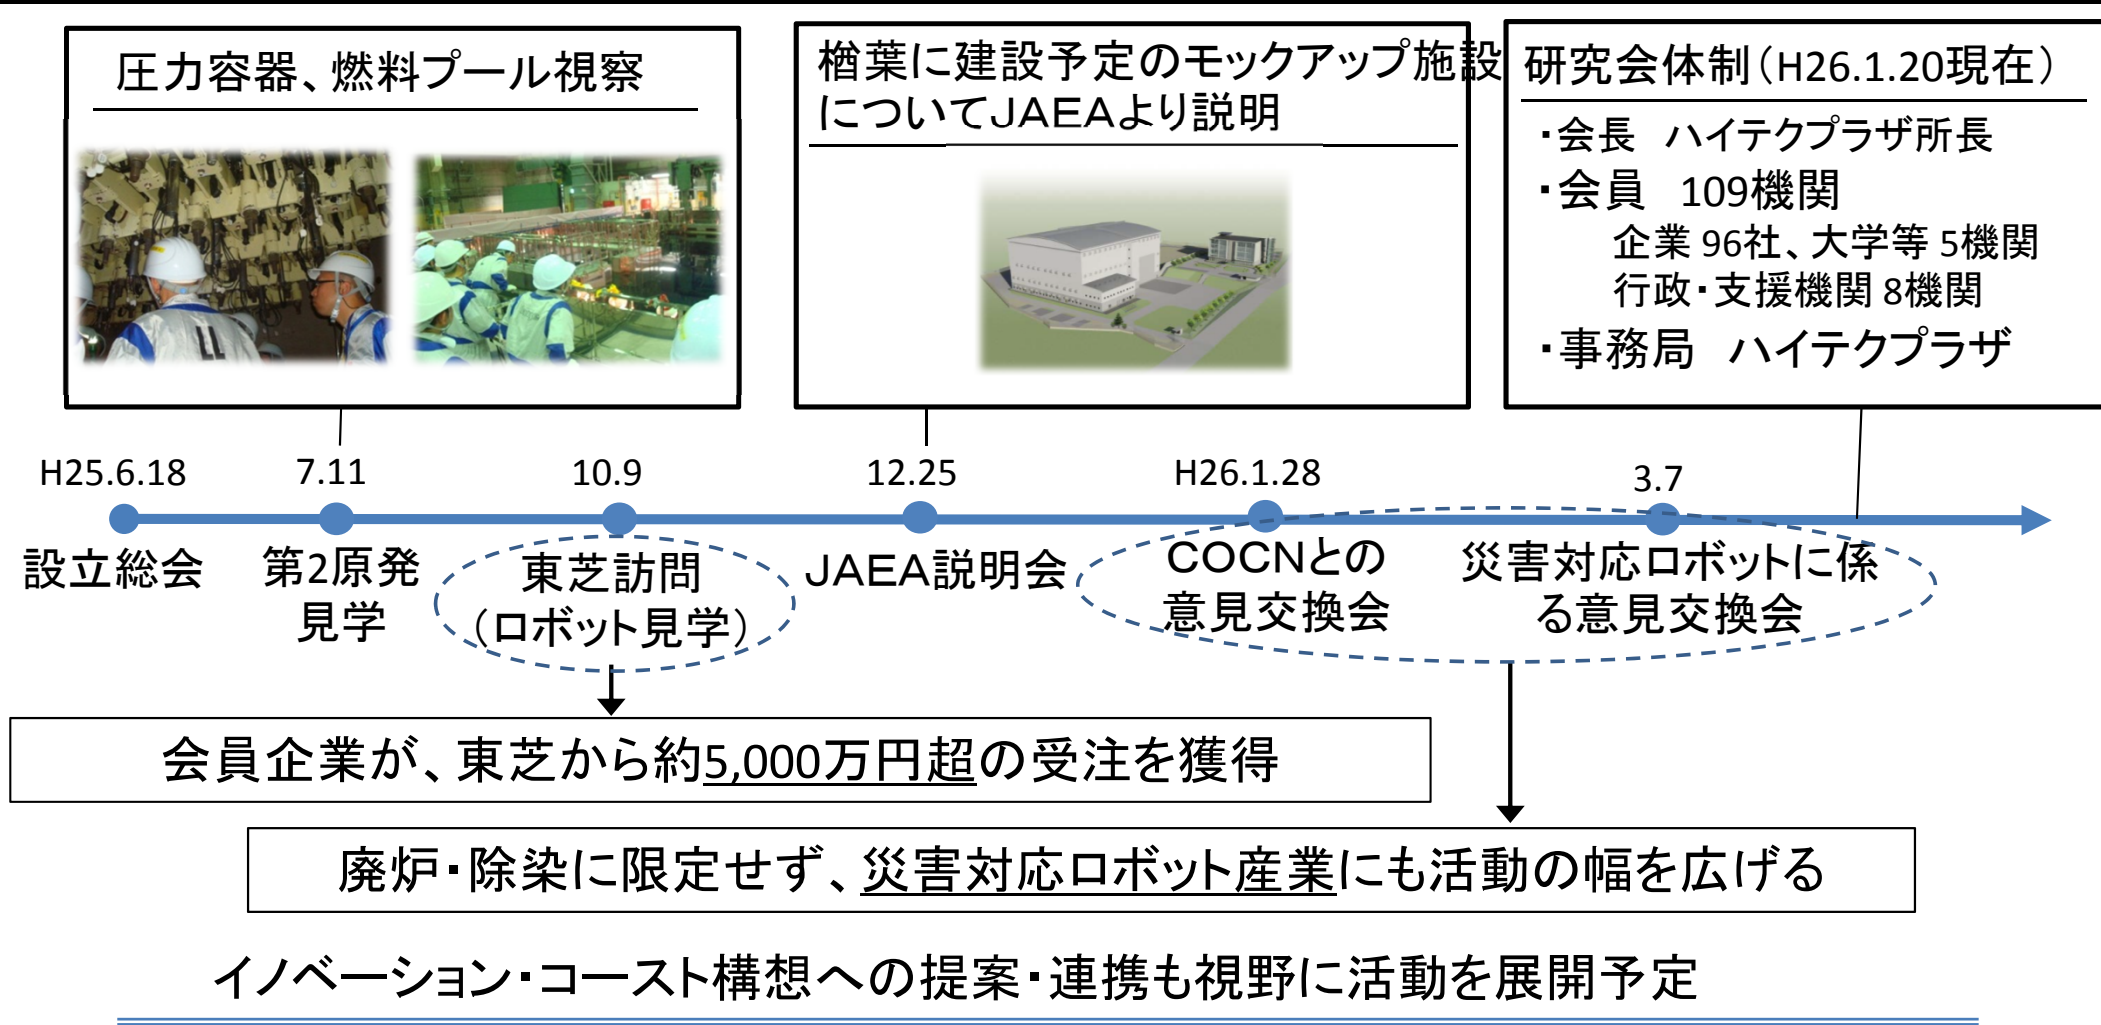 圧力容器、燃料プール視察
楢葉に建設予定のモックアップ施設
についてJAEAより説明
研究会体制（H26.1.20現在）
・会長　ハイテクプラザ所長
・会員　109機関
企業 96社、大学等 5機関
行政・支援機関 8機関
・事務局　ハイテクプラザ
H25.6.18
設立総会
7.11
第2原発
見学
10.9
東芝訪問
（ロボット見学）
12.25
JAEA説明会
H26.1.28
COCNとの
意見交換会
3.7
災害対応ロボットに係
る意見交換会
会員企業が、東芝から約5,000万円超の受注を獲得
廃炉・除染に限定せず、災害対応ロボット産業にも活動の幅を広げる
イノベーション・コースト構想への提案・連携も視野に活動を展開予定